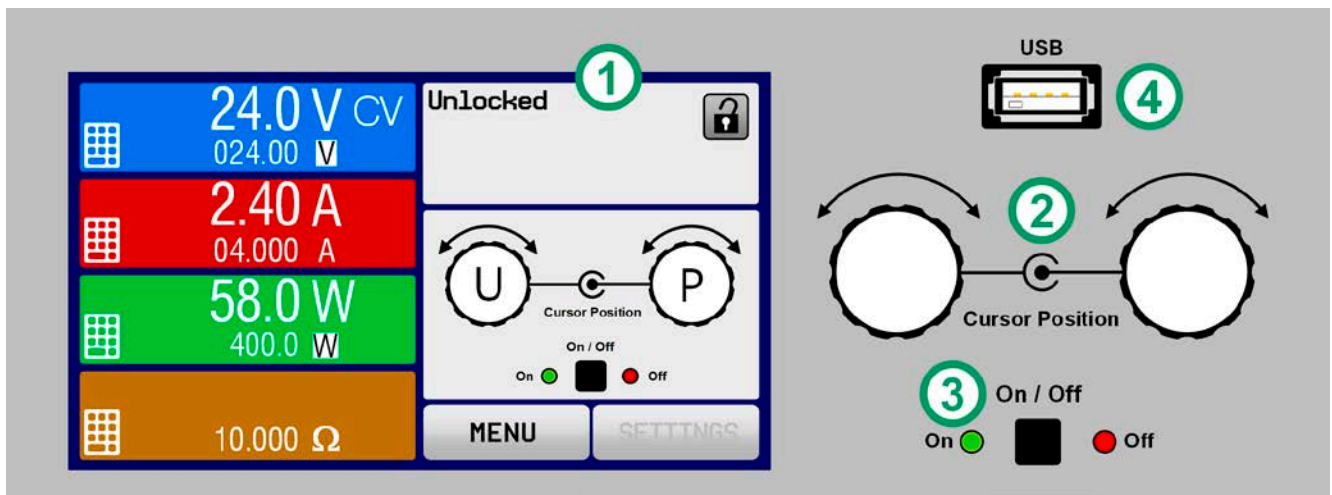 24.0 V CV
024.00 V
2.40 A
04.000 A
58.0 W
400.0 W
10.000 Ω
Unlocked
1
U
P
Cursor Position
On / Off
On
Off
MENU
SETTINGS
USB
4
2
Cursor Position
3
On / Off
On
Off